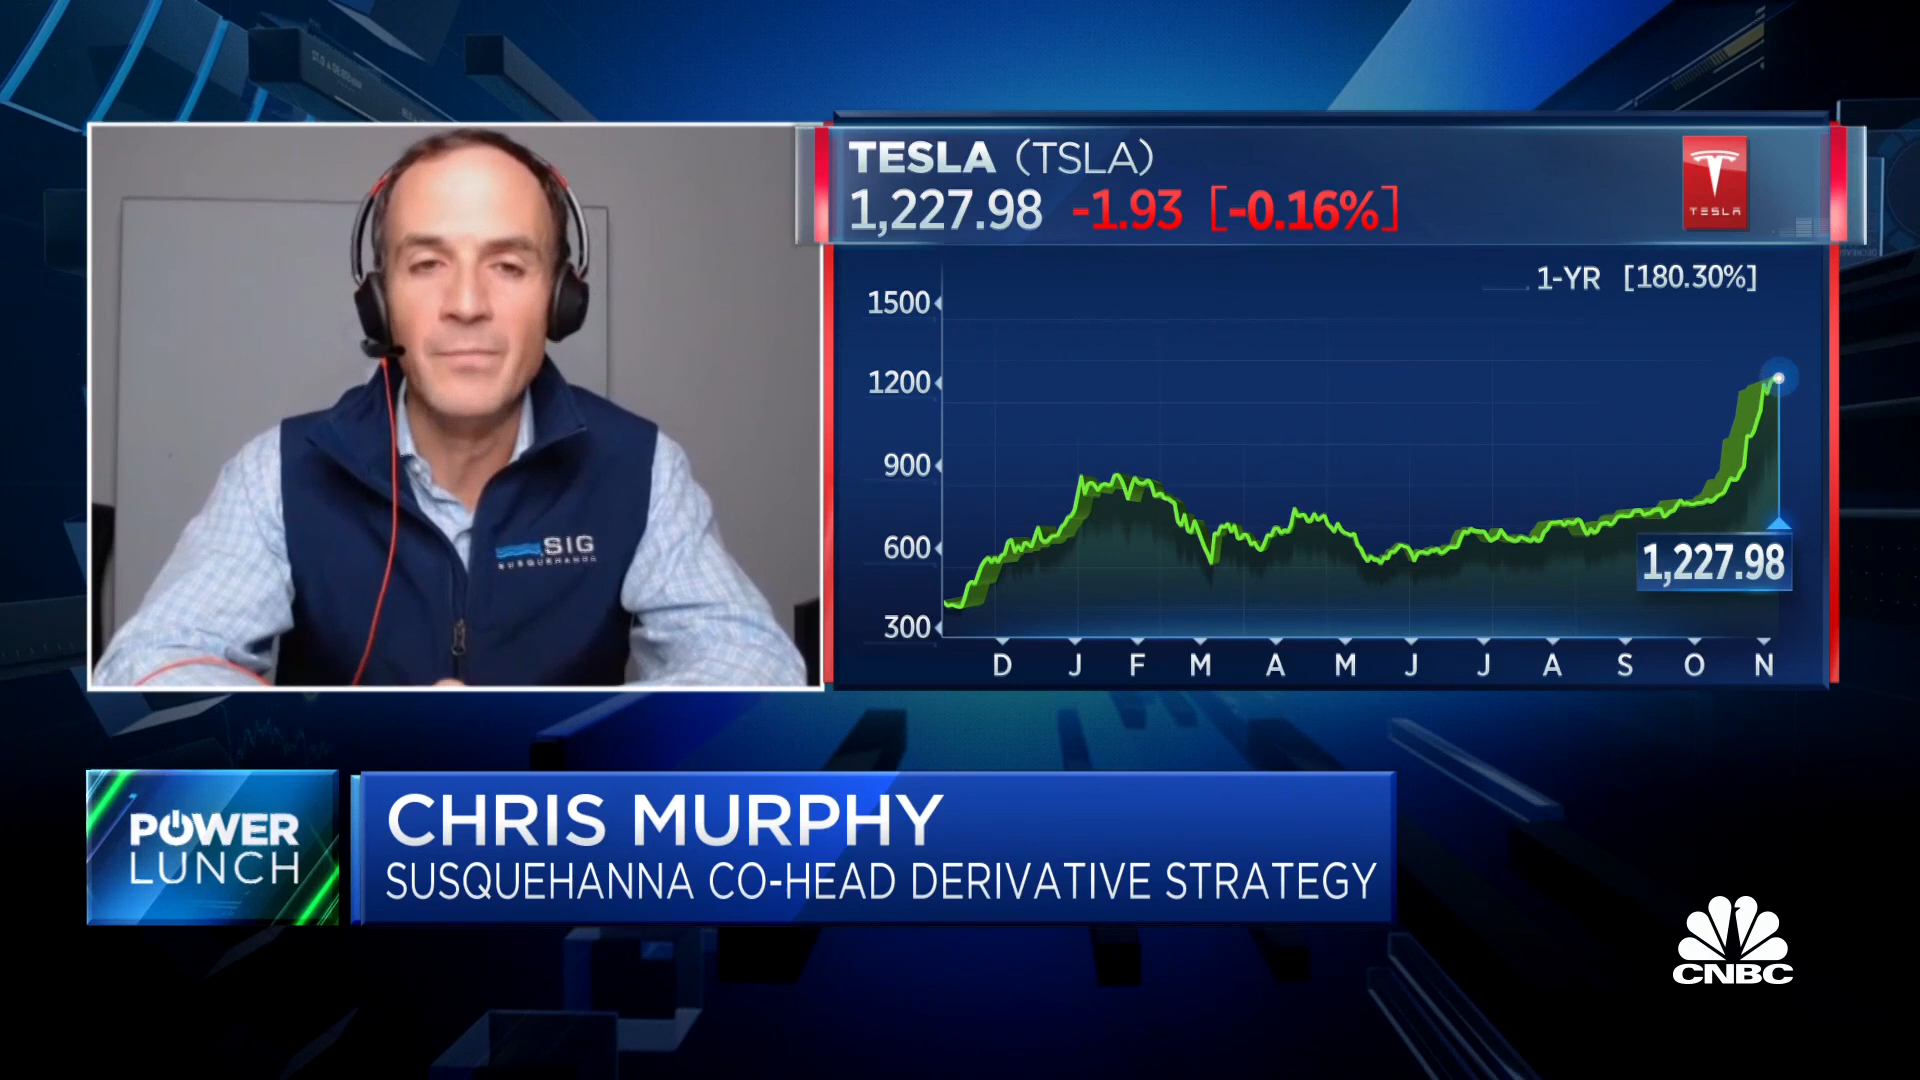 TESLA (TSLA)
1,227.98 -1.93 [-0.16%]
TESLA
1-YR [180.30%]
1500
1200
900
600
300
1,227.98
D J F M A M J J A S O N
SIG
SUSQUEHANNA
POWER
LUNCH
CHRIS MURPHY
SUSQUEHANNA CO-HEAD DERIVATIVE STRATEGY
CNBC